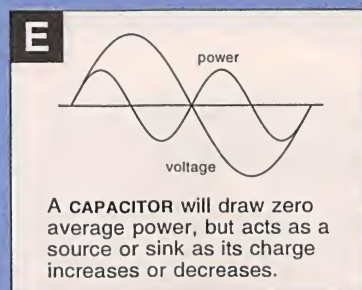 E
power
voltage
A CAPACITOR will draw zero
average power, but acts as a
source or sink as its charge
increases or decreases.